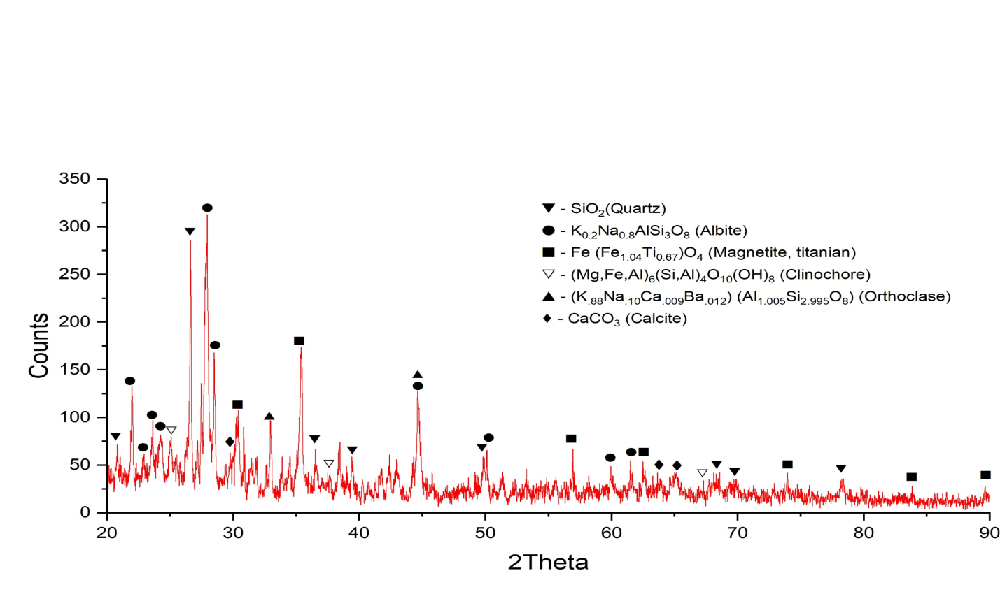 350
300
250
200
150
100
50
0
Counts
▼ - SiO₂(Quartz)
● - K₀.₂Na₀.₈AlSi₃O₈ (Albite)
■ - Fe (Fe₁.₀₄Ti₀.₆₇)O₄ (Magnetite, titanian)
▽ - (Mg,Fe,Al)₆(Si,Al)₄O₁₀(OH)₈ (Clinochore)
▲ - (K.₈₈Na.₁₀Ca.₀₀₉Ba.₀₁₂) (Al₁.₀₀₅Si₂.₉₉₅O₈) (Orthoclase)
♦ - CaCO₃ (Calcite)
20 30 40 50 60 70 80 90
2Theta